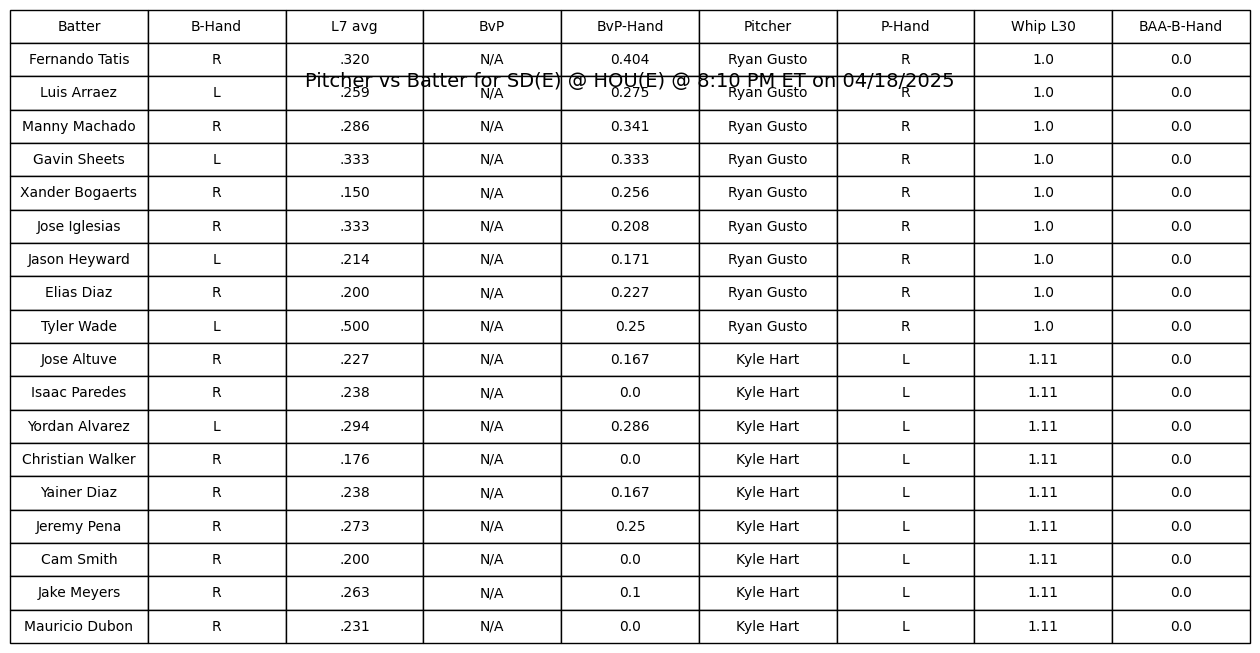 Batter B-Hand L7 avg BvP BvP-Hand Pitcher P-Hand Whip L30 BAA-B-Hand
Fernando Tatis R .320 N/A 0.404 Ryan Gusto R 1.0 0.0
Pitcher vs Batter for SD(E) @ HOU(E) @ 8:10 PM ET on 04/18/2025
Luis Arraez L .259 N/A 0.275 Ryan Gusto R 1.0 0.0
Manny Machado R .286 N/A 0.341 Ryan Gusto R 1.0 0.0
Gavin Sheets L .333 N/A 0.333 Ryan Gusto R 1.0 0.0
Xander Bogaerts R .150 N/A 0.256 Ryan Gusto R 1.0 0.0
Jose Iglesias R .333 N/A 0.208 Ryan Gusto R 1.0 0.0
Jason Heyward L .214 N/A 0.171 Ryan Gusto R 1.0 0.0
Elias Diaz R .200 N/A 0.227 Ryan Gusto R 1.0 0.0
Tyler Wade L .500 N/A 0.25 Ryan Gusto R 1.0 0.0
Jose Altuve R .227 N/A 0.167 Kyle Hart L 1.11 0.0
Isaac Paredes R .238 N/A 0.0 Kyle Hart L 1.11 0.0
Yordan Alvarez L .294 N/A 0.286 Kyle Hart L 1.11 0.0
Christian Walker R .176 N/A 0.0 Kyle Hart L 1.11 0.0
Yainer Diaz R .238 N/A 0.167 Kyle Hart L 1.11 0.0
Jeremy Pena R .273 N/A 0.25 Kyle Hart L 1.11 0.0
Cam Smith R .200 N/A 0.0 Kyle Hart L 1.11 0.0
Jake Meyers R .263 N/A 0.1 Kyle Hart L 1.11 0.0
Mauricio Dubon R .231 N/A 0.0 Kyle Hart L 1.11 0.0